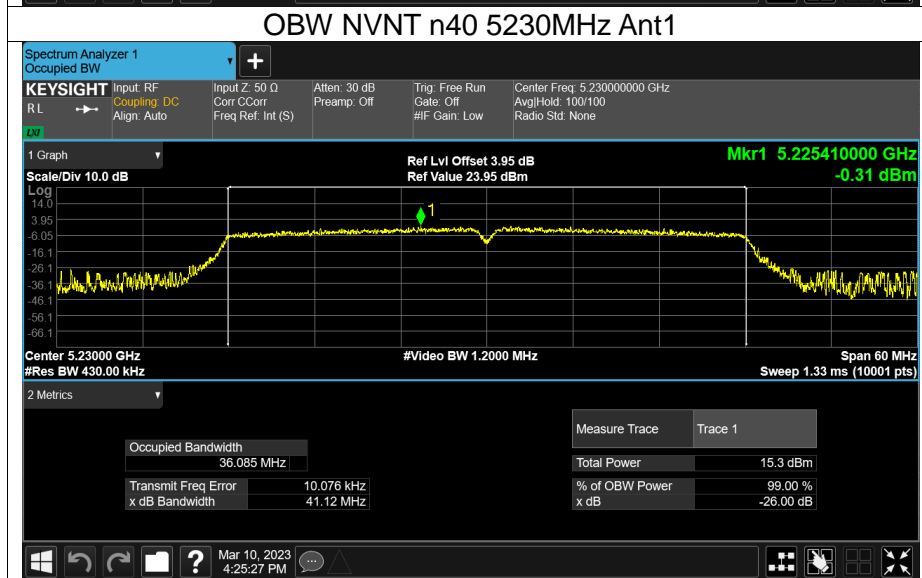 OBW NVNT n40 5230MHz Ant1
Spectrum Analyzer 1
Occupied BW
+
KEYSIGHT Input: RF Input Z: 50 Ω Atten: 30 dB Trig: Free Run Center Freq: 5.230000000 GHz
RL Coupling: DC Corr CCorr Preamp: Off Gate: Off Avg|Hold: 100/100
Align: Auto Freq Ref: Int (S) #IF Gain: Low Radio Std: None
LXI
1 Graph Ref Lvl Offset 3.95 dB Mkr1 5.225410000 GHz
Scale/Div 10.0 dB Ref Value 23.95 dBm -0.31 dBm
Log
14.0
3.95
-6.05
-16.1
-26.1
-36.1
-46.1
-56.1
-66.1
1
Center 5.23000 GHz #Video BW 1.2000 MHz Span 60 MHz
#Res BW 430.00 kHz Sweep 1.33 ms (10001 pts)
2 Metrics
Measure Trace Trace 1
Occupied Bandwidth
36.085 MHz Total Power 15.3 dBm
Transmit Freq Error 10.076 kHz % of OBW Power 99.00 %
x dB Bandwidth 41.12 MHz x dB -26.00 dB
? Mar 10, 2023
4:25:27 PM